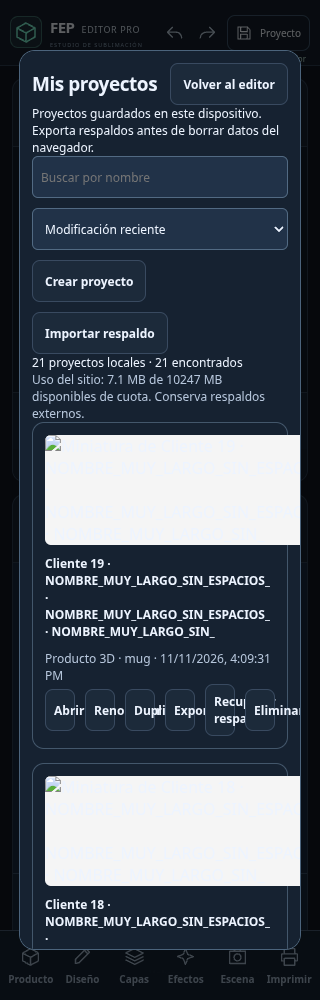 FEP EDITOR PRO
ESTUDIO DE SUBLIMACIÓN
Proyecto
Mis proyectos
Volver al editor
Proyectos guardados en este dispositivo.
Exporta respaldos antes de borrar datos del
navegador.
Buscar por nombre
Modificación reciente
Crear proyecto
Importar respaldo
21 proyectos locales · 21 encontrados
Uso del sitio: 7.1 MB de 10247 MB
disponibles de cuota. Conserva respaldos
externos.
Cliente 19 ·
NOMBRE_MUY_LARGO_SIN_ESPACIOS_
·
NOMBRE_MUY_LARGO_SIN_ESPACIOS_
· NOMBRE_MUY_LARGO_SIN_
Producto 3D · mug · 11/11/2026, 4:09:31
PM
Abrir
Expor
Recup
respa
Eliminar
Cliente 18 ·
NOMBRE_MUY_LARGO_SIN_ESPACIOS_
·
Producto Diseño Capas Efectos Escena Imprimir